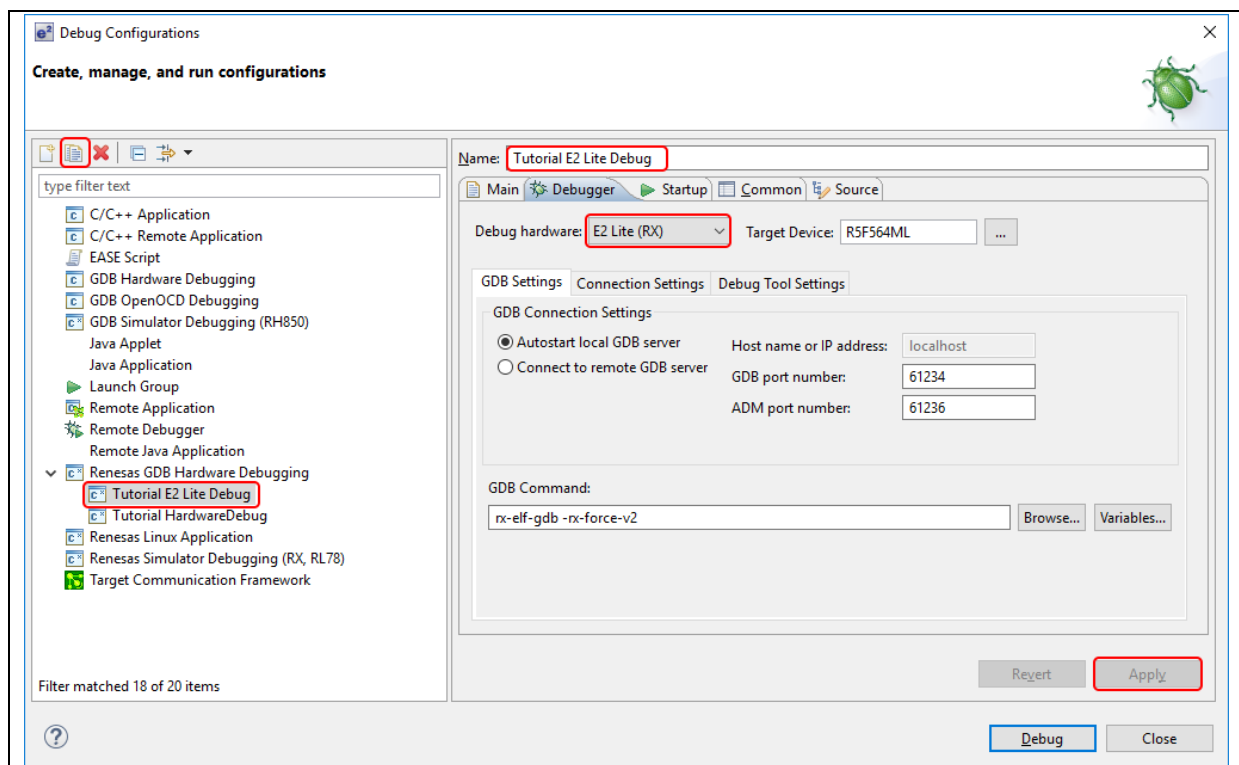 e² Debug Configurations
Create, manage, and run configurations
type filter text
C/C++ Application
C/C++ Remote Application
EASE Script
GDB Hardware Debugging
GDB OpenOCD Debugging
GDB Simulator Debugging (RH850)
Java Applet
Java Application
Launch Group
Remote Application
Remote Debugger
Remote Java Application
Renesas GDB Hardware Debugging
Tutorial E2 Lite Debug
Tutorial HardwareDebug
Renesas Linux Application
Renesas Simulator Debugging (RX, RL78)
Target Communication Framework
Filter matched 18 of 20 items
Name: Tutorial E2 Lite Debug
Main Debugger Startup Common Source
Debug hardware: E2 Lite (RX) Target Device: R5F564ML ...
GDB Settings Connection Settings Debug Tool Settings
GDB Connection Settings
Autostart local GDB server
Connect to remote GDB server
Host name or IP address: localhost
GDB port number: 61234
ADM port number: 61236
GDB Command:
rx-elf-gdb -rx-force-v2 Browse... Variables...
Revert Apply
? Debug Close